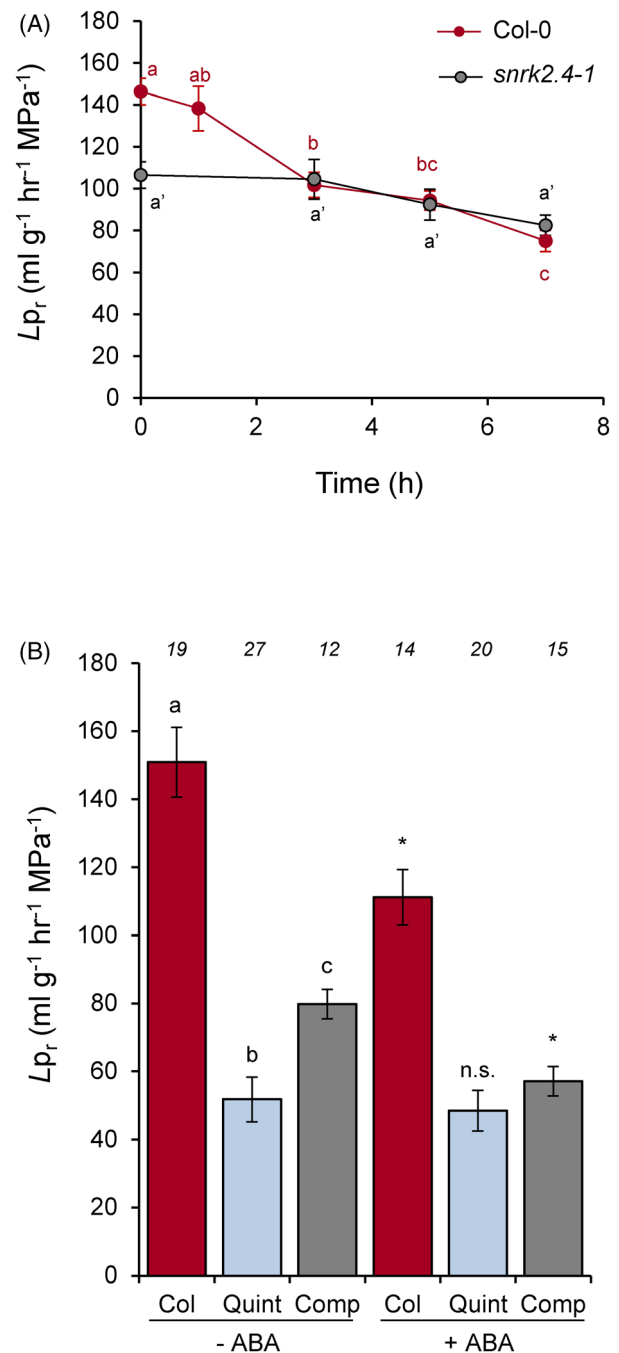 (A)
180
160
140
120
100
80
60
40
20
0
Lpr (ml g-1 hr-1 MPa-1)
Col-0
snrk2.4-1
a
ab
b
bc
c
a’
a’
a’
a’
0 2 4 6 8
Time (h)
(B)
19 27 12 14 20 15
180
160
140
120
100
80
60
40
20
0
Lpr (ml g-1 hr-1 MPa-1)
a
b
c
*
n.s.
*
Col Quint Comp Col Quint Comp
- ABA + ABA